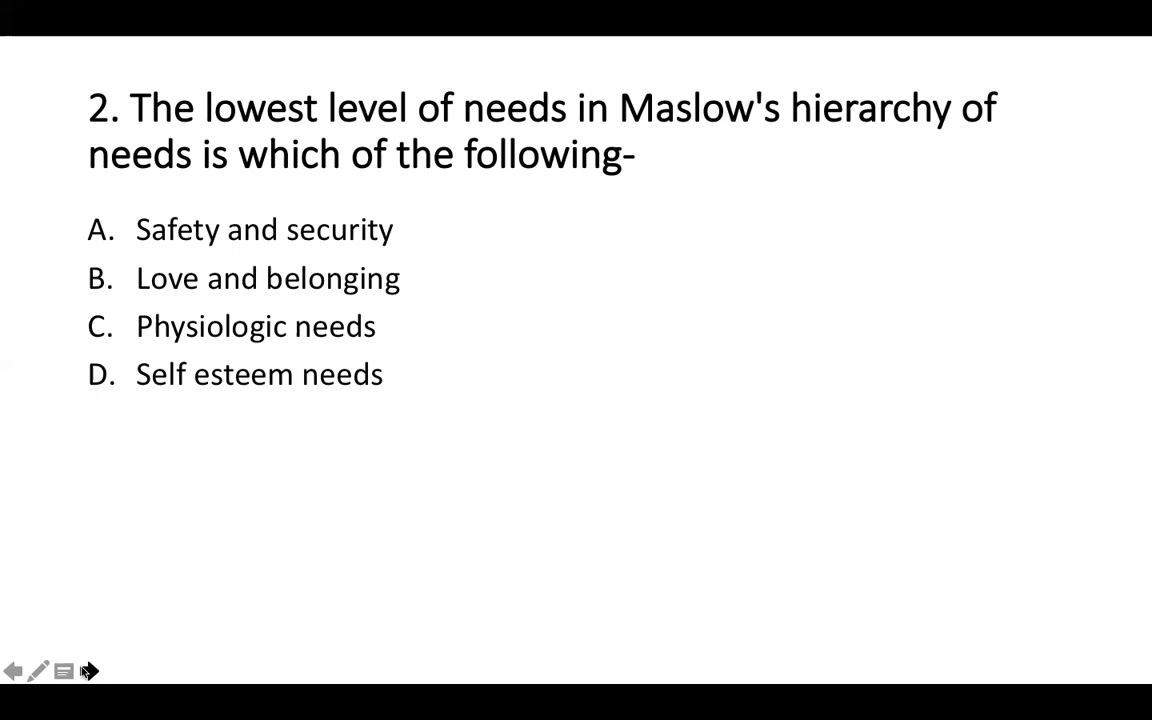 2. The lowest level of needs in Maslow's hierarchy of
needs is which of the following-
A. Safety and security
B. Love and belonging
C. Physiologic needs
D. Self esteem needs